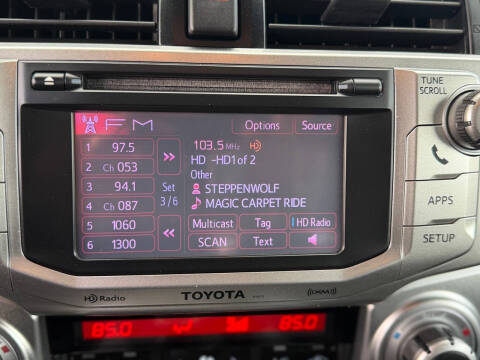 TUNE
SCROLL
FM
Options
Source
1 97.5
2 Ch 053
3 94.1
4 Ch 087
5 1060
6 1300
Set
3/6
103.5 MHz HD
HD -HD1 of 2
Other
STEPPENWOLF
MAGIC CARPET RIDE
Multicast
Tag
HD Radio
SCAN
Text
APPS
SETUP
HD Radio
TOYOTA
XM
85.0
85.0